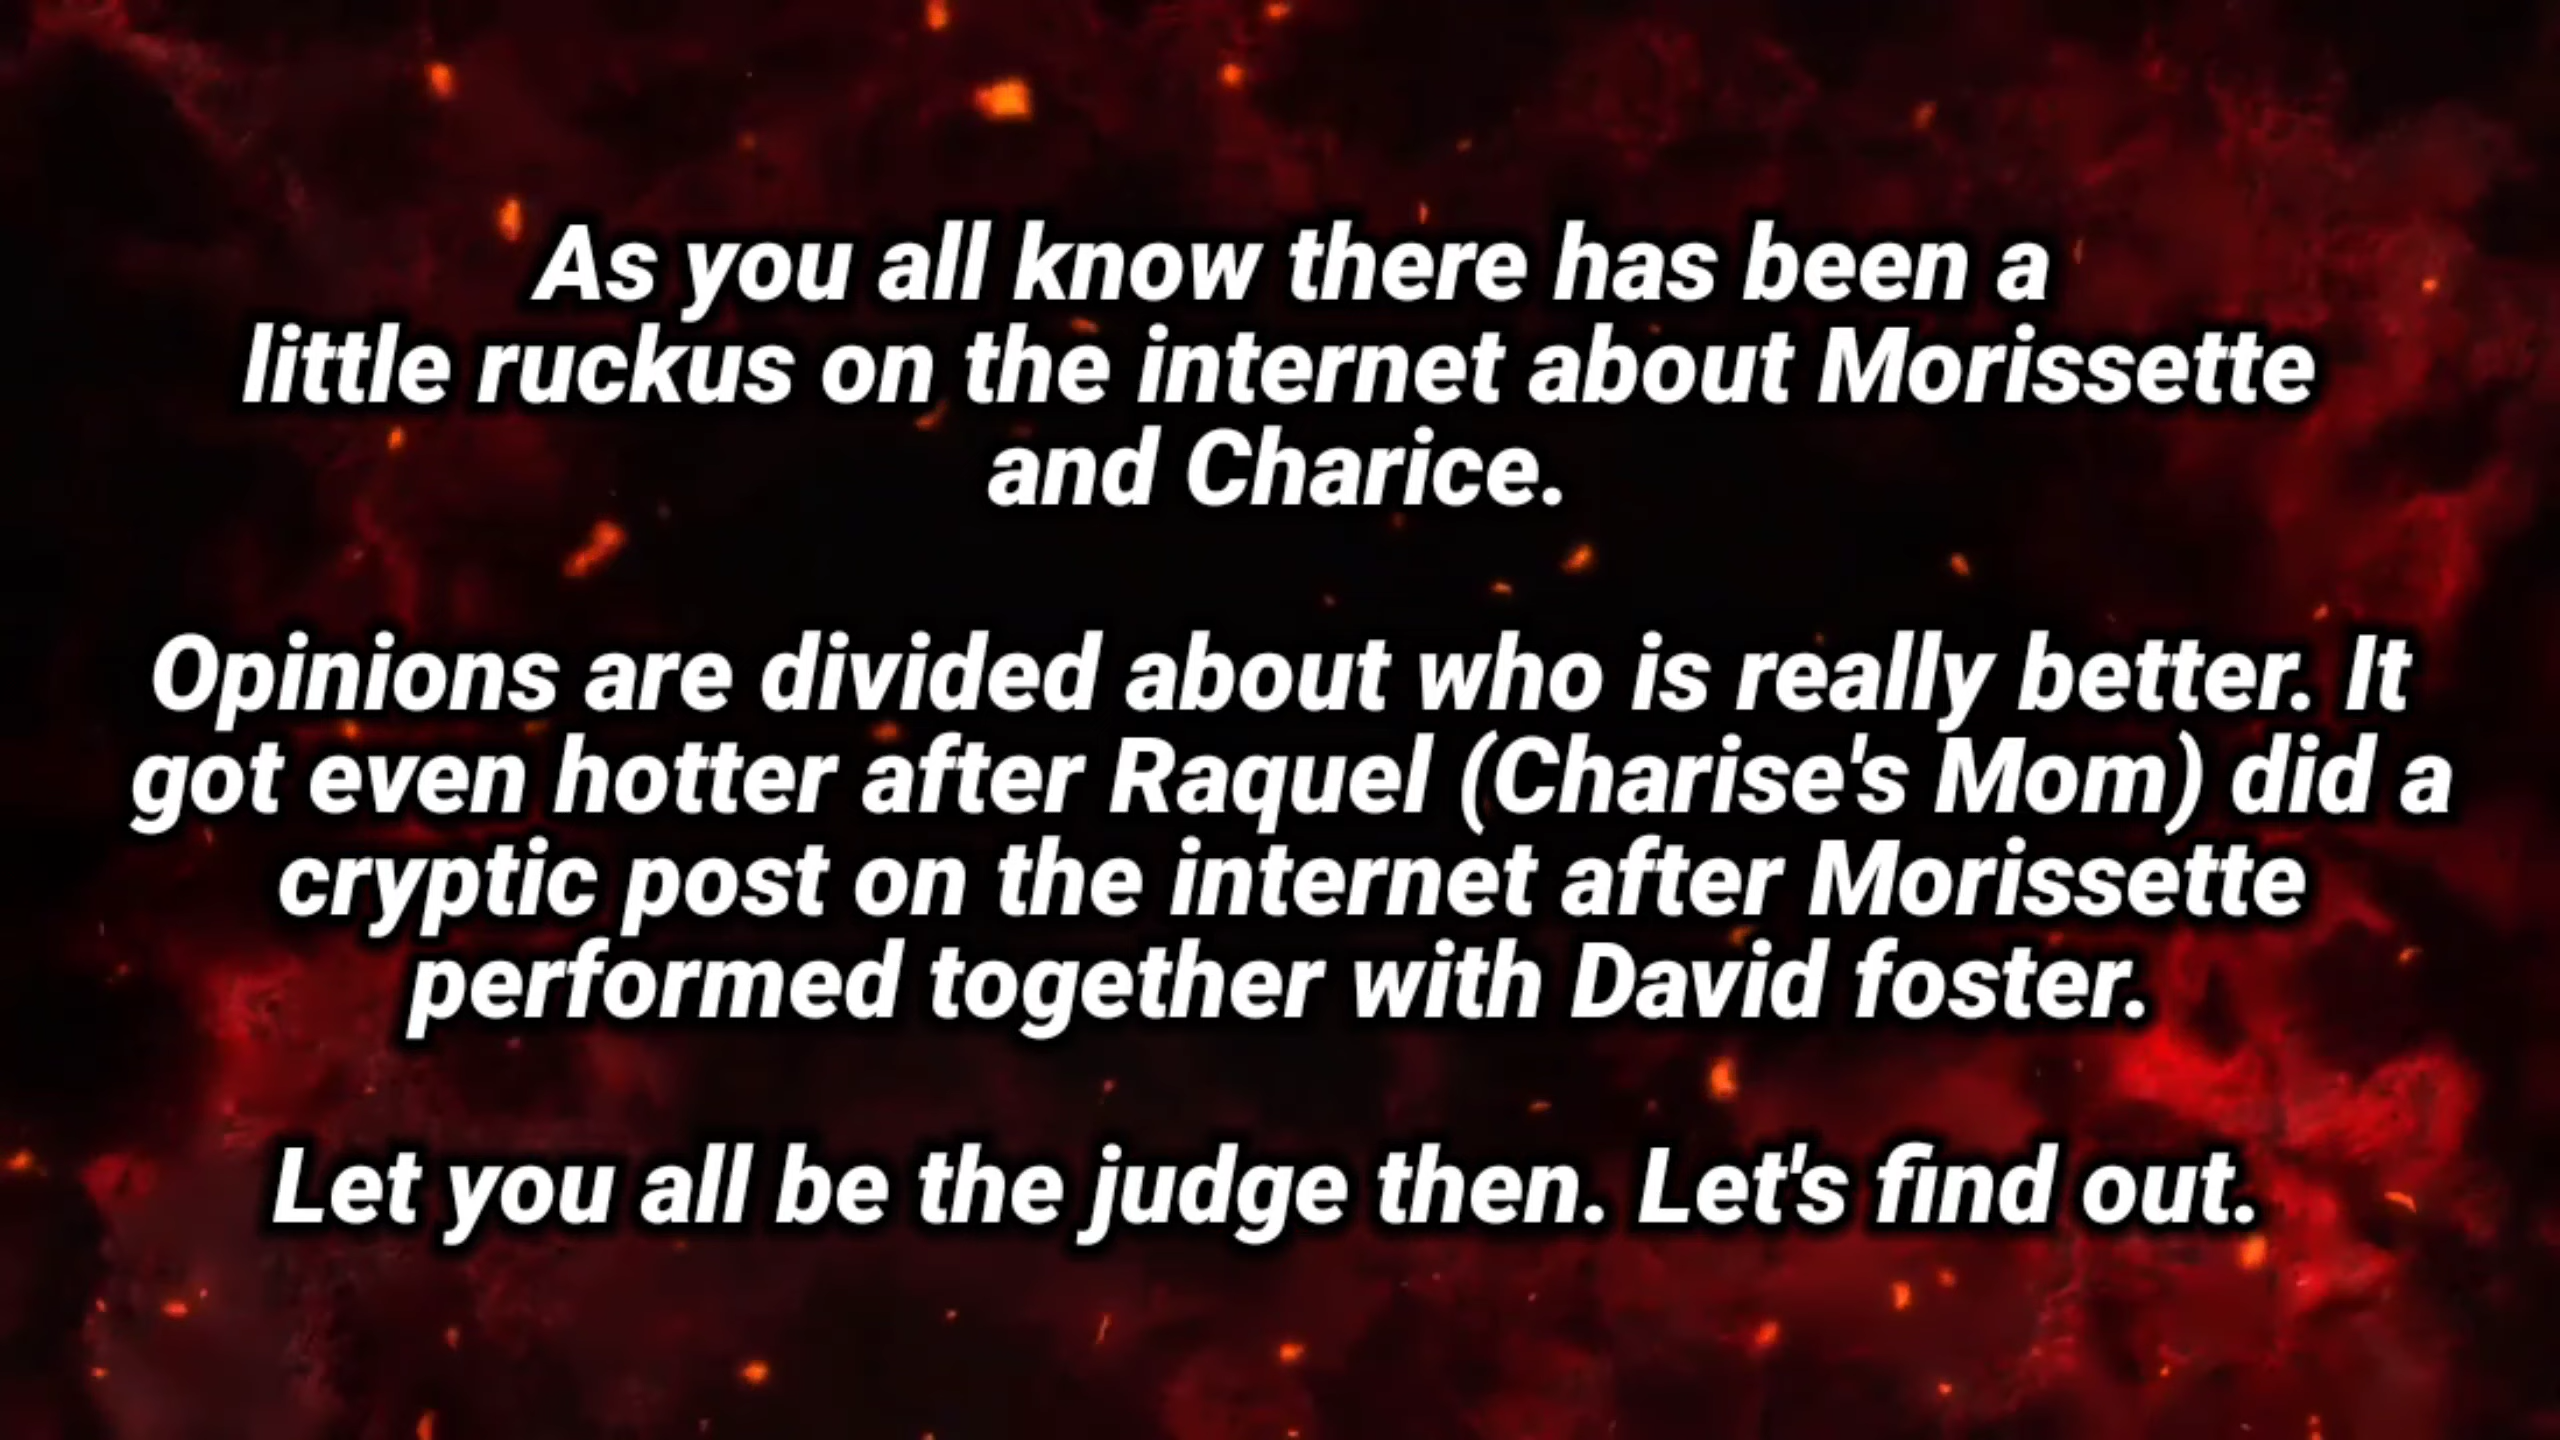 As you all know there has been a
little ruckus on the internet about Morissette
and Charice.
Opinions are divided about who is really better. It
got even hotter after Raquel (Charise's Mom) did a
cryptic post on the internet after Morissette
performed together with David foster.
Let you all be the judge then. Let's find out.